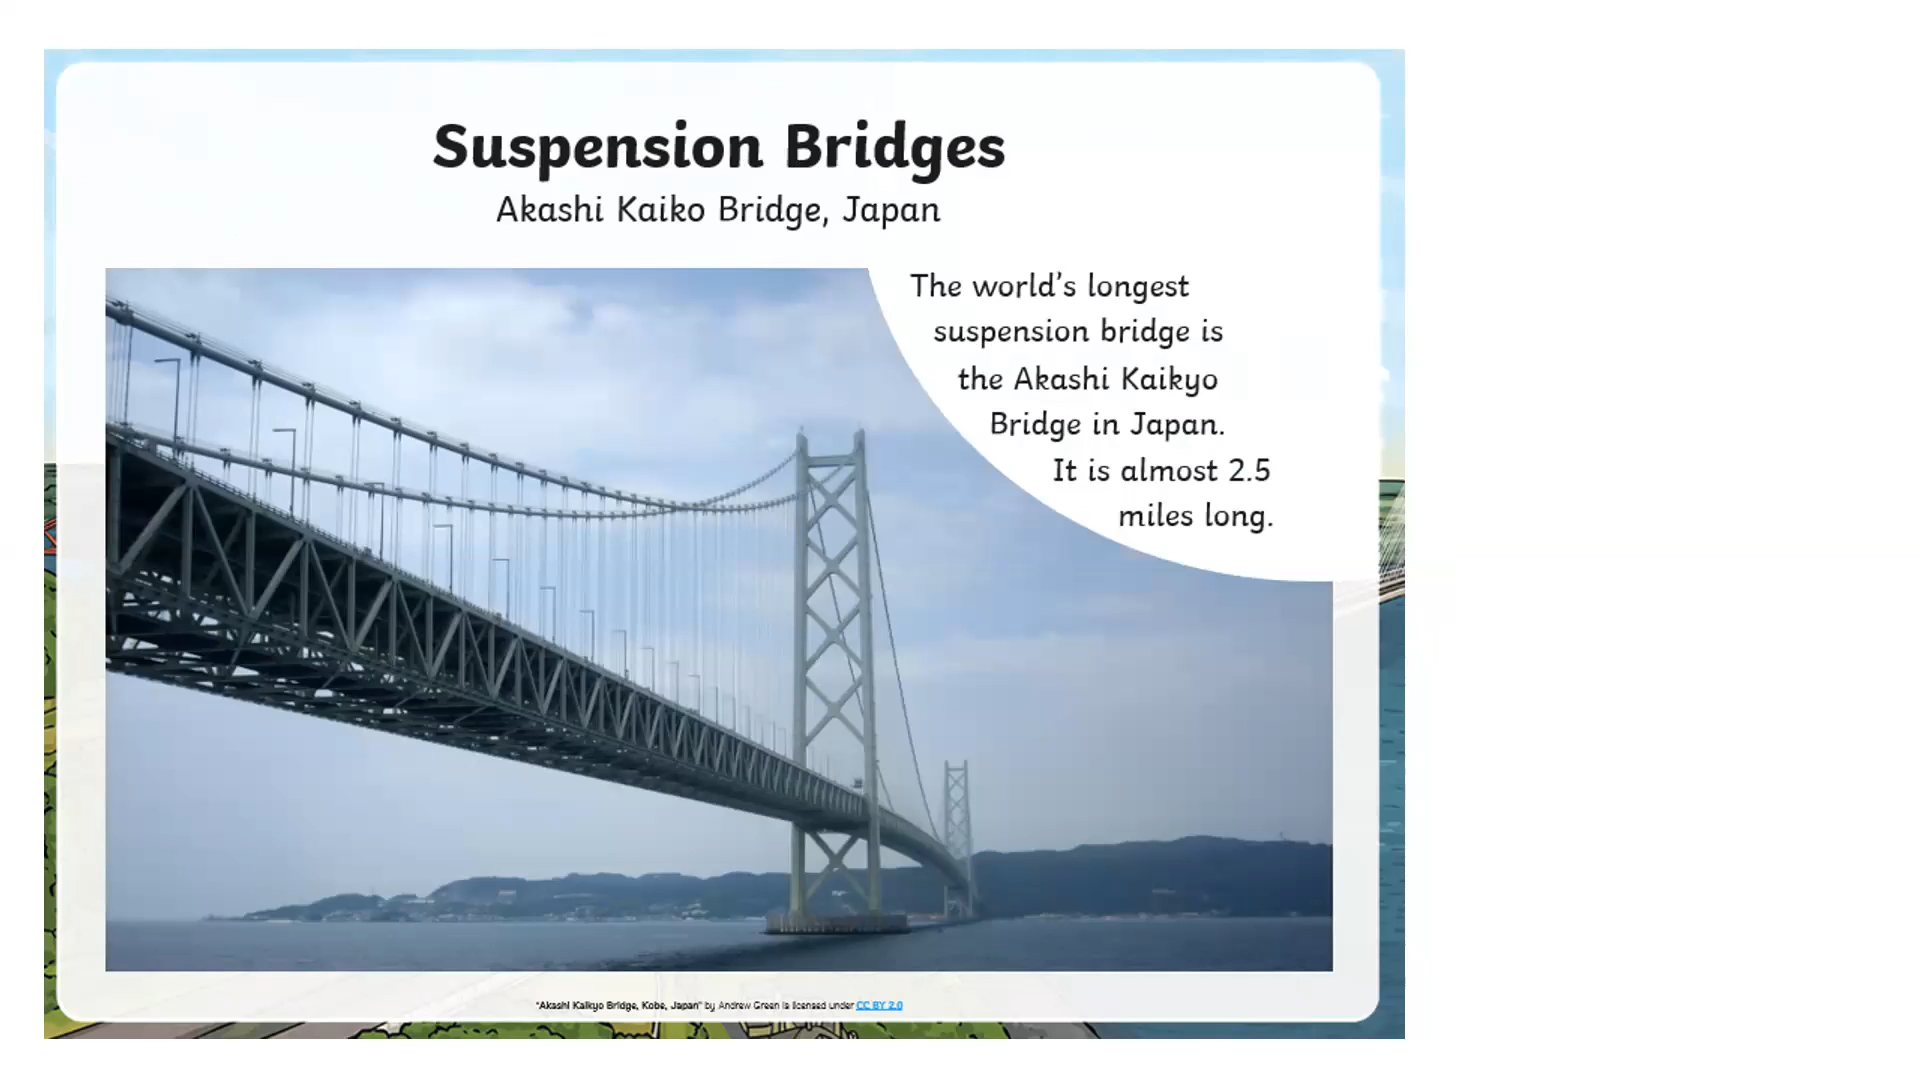 Suspension Bridges
Akashi Kaiko Bridge, Japan
The world's longest
suspension bridge is
the Akashi Kaikyo
Bridge in Japan.
It is almost 2.5
miles long.
"Akashi Kaikyo Bridge, Kobe, Japan" by Andrew Green is licensed under CC BY 2.0